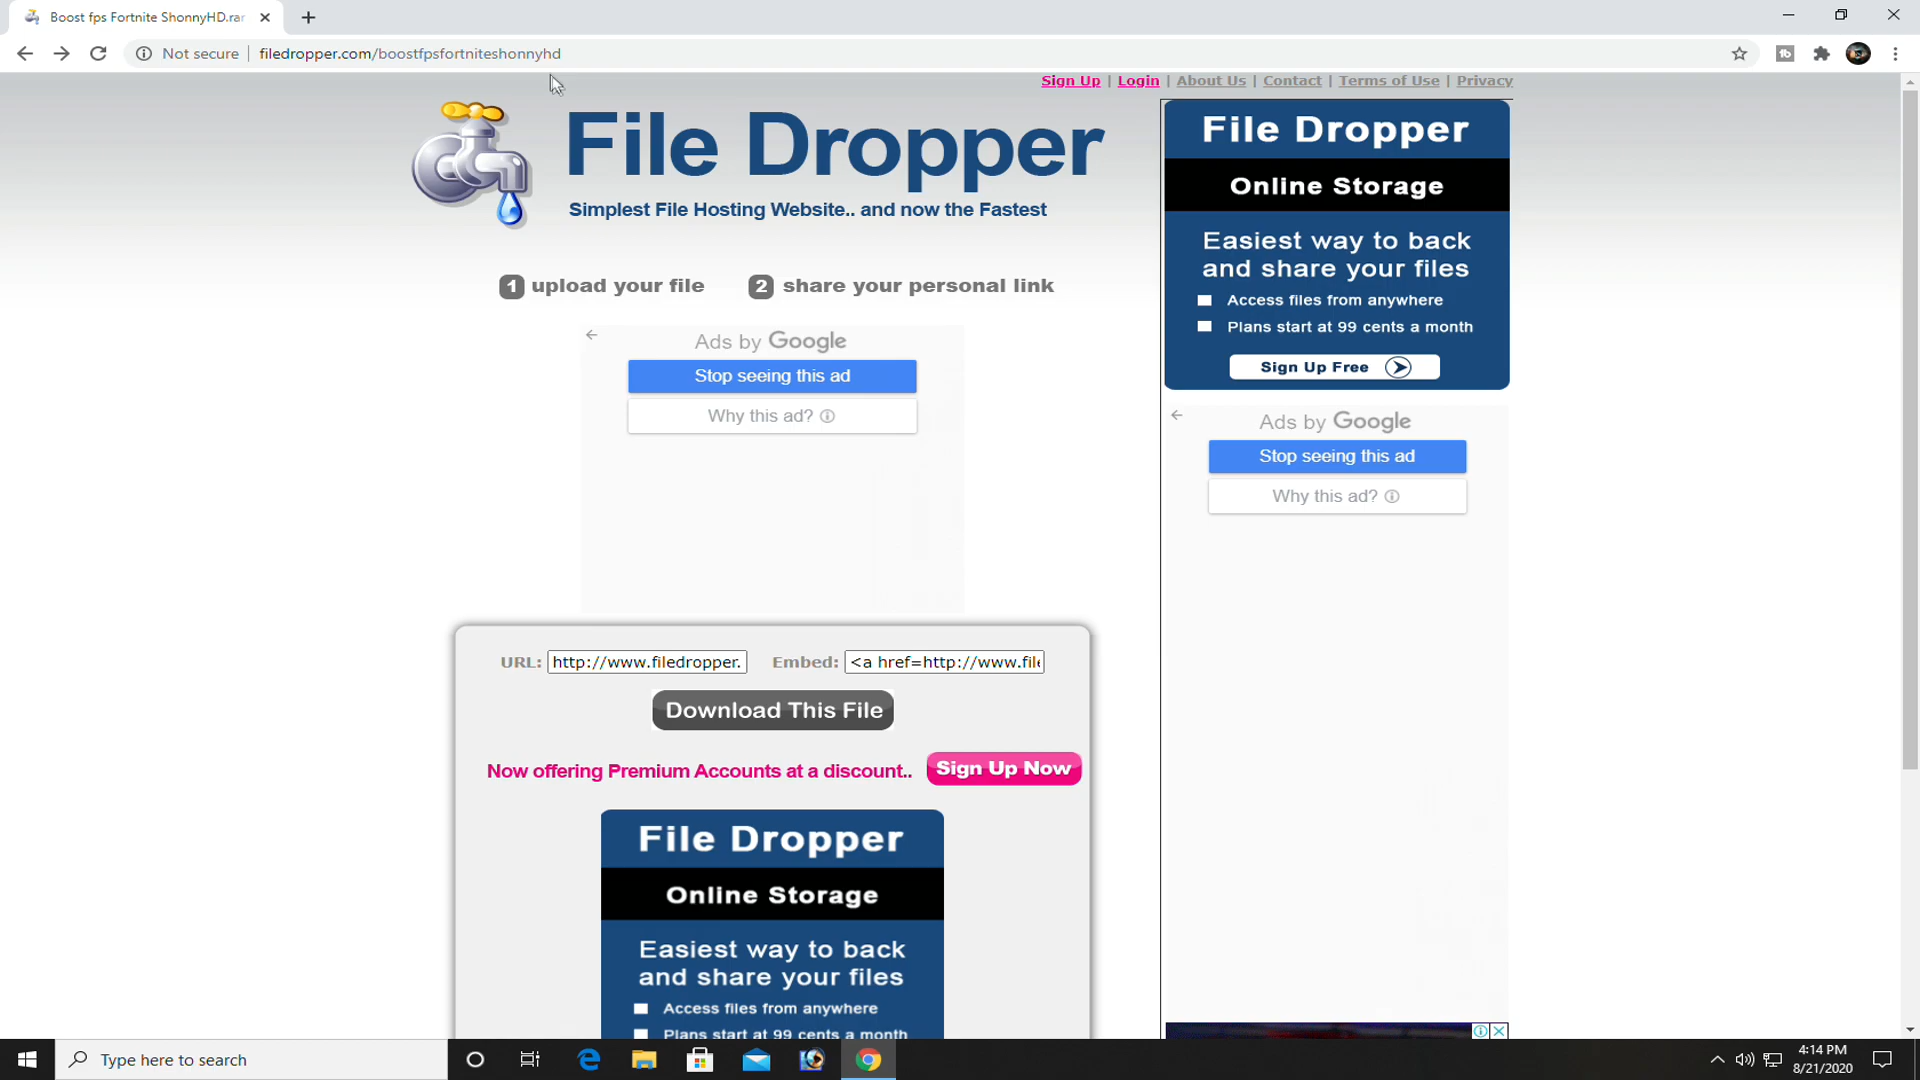 Boost fps Fortnite ShonnyHD.rar
Not secure
filedropper.com/boostfpsfortniteshonnyhd
Sign Up | Login | About Us | Contact | Terms of Use | Privacy
File Dropper
Simplest File Hosting Website.. and now the Fastest
1 upload your file
2 share your personal link
Ads by Google
Stop seeing this ad
Why this ad?
URL: http://www.filedropper.
Embed: <a href=http://www.file
Download This File
Now offering Premium Accounts at a discount..
Sign Up Now
File Dropper
Online Storage
Easiest way to back
and share your files
Access files from anywhere
Plans start at 99 cents a month
File Dropper
Online Storage
Easiest way to back
and share your files
Access files from anywhere
Plans start at 99 cents a month
Sign Up Free
Ads by Google
Stop seeing this ad
Why this ad?
Type here to search
4:14 PM
8/21/2020